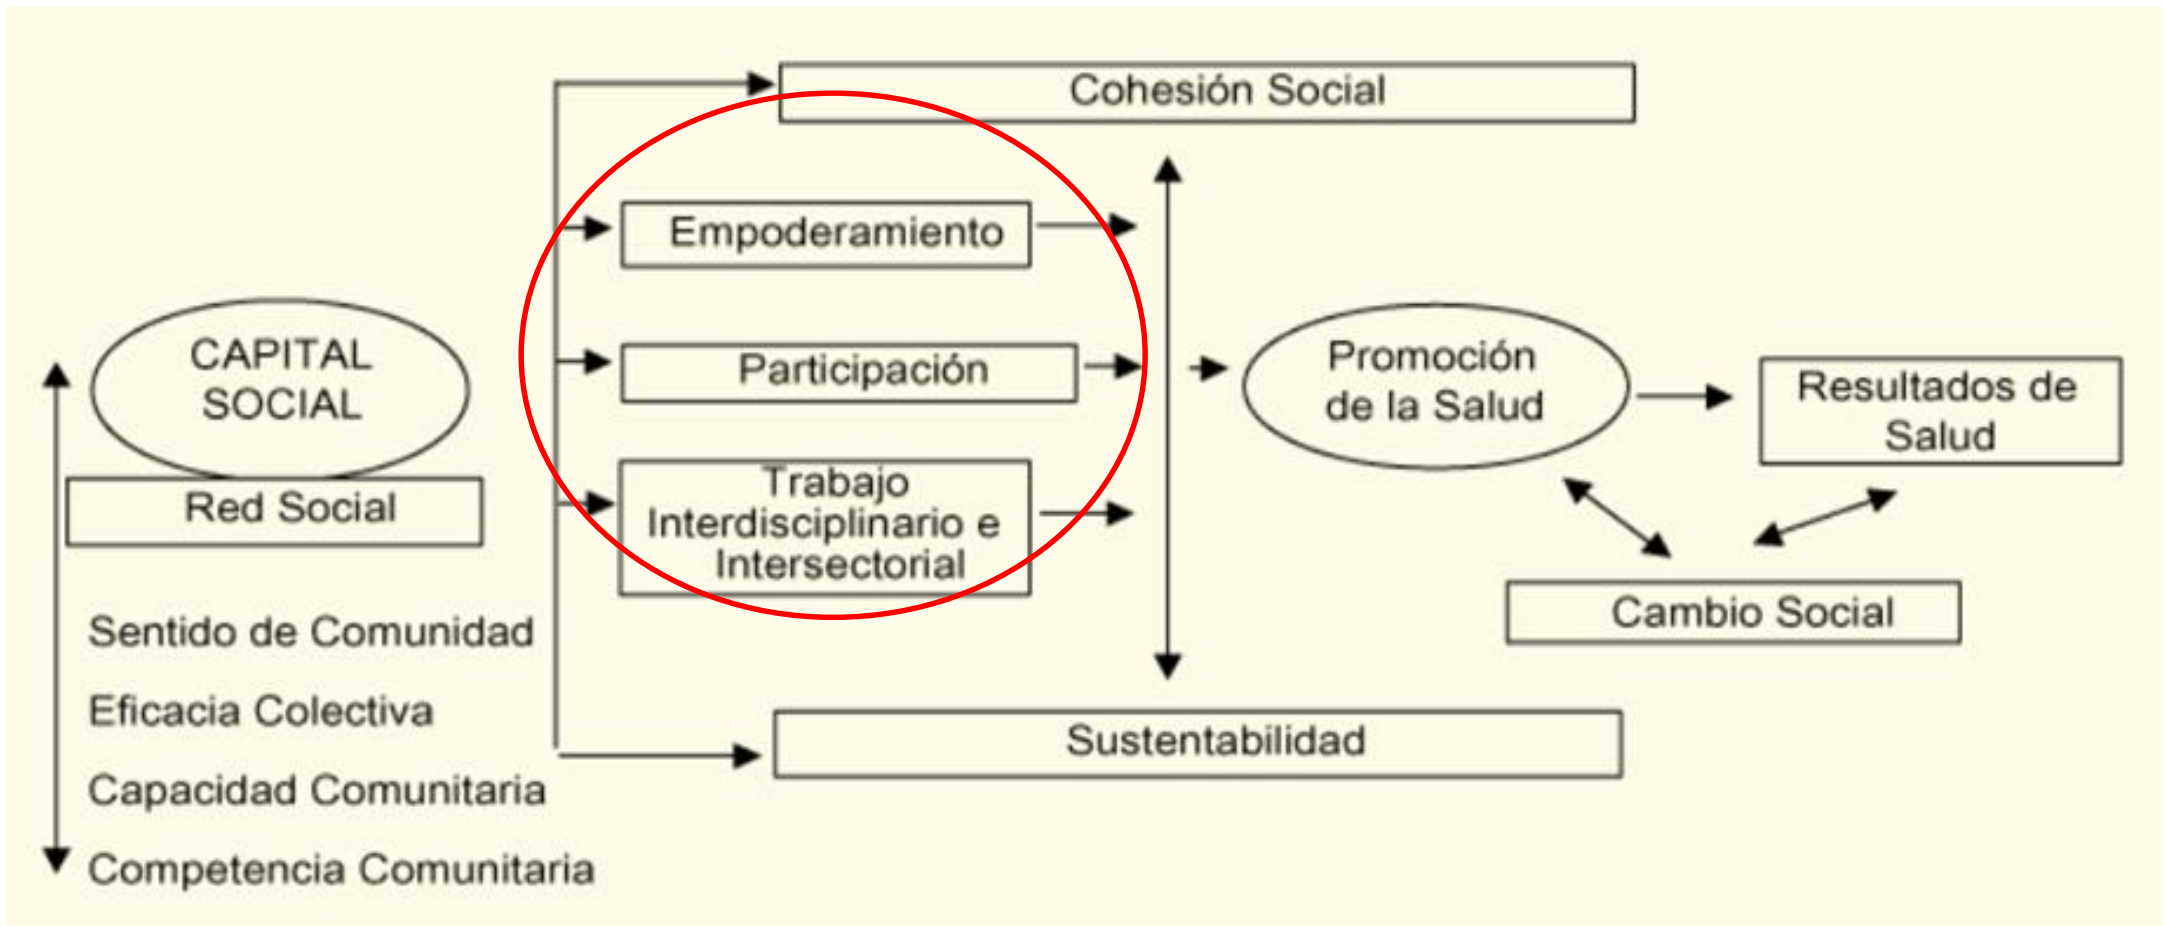 Cohesión Social
Empoderamiento
CAPITAL
SOCIAL
Red Social
Participación
Trabajo
Interdisciplinario e
Intersectorial
Promoción
de la Salud
Resultados de
Salud
Cambio Social
Sentido de Comunidad
Eficacia Colectiva
Capacidad Comunitaria
Competencia Comunitaria
Sustentabilidad